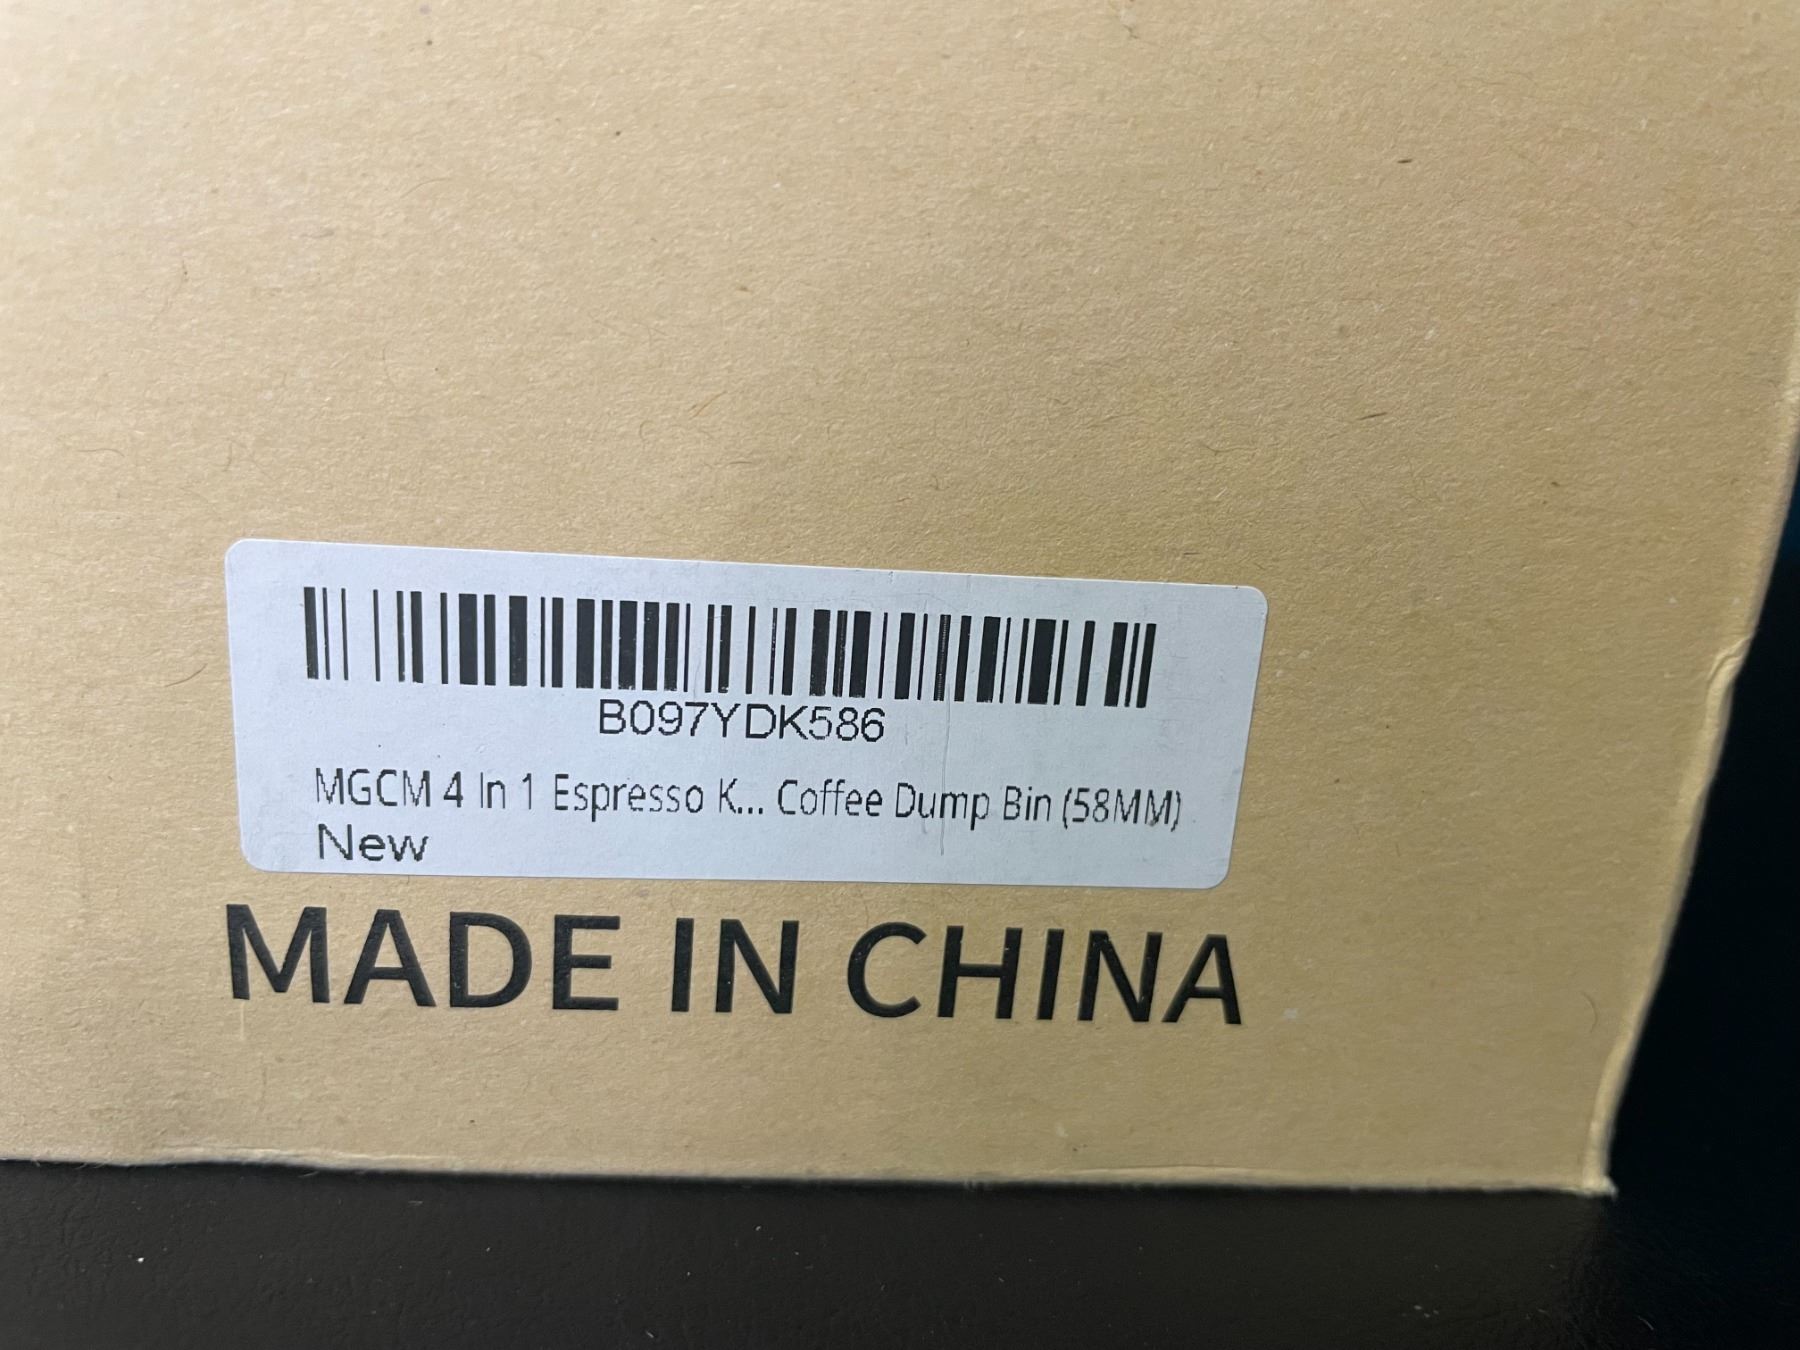 B097YDK586
MGCM 4 In 1 Espresso K... Coffee Dump Bin (58MM)
New
MADE IN CHINA